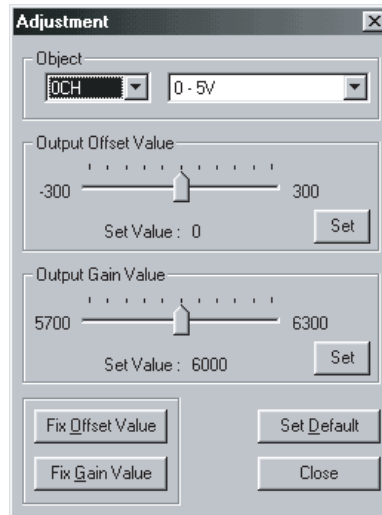 Adjustment
Object
0CH
0 - 5V
Output Offset Value
-300
300
Set Value : 0
Set
Output Gain Value
5700
6300
Set Value : 6000
Set
Fix Offset Value
Set Default
Fix Gain Value
Close